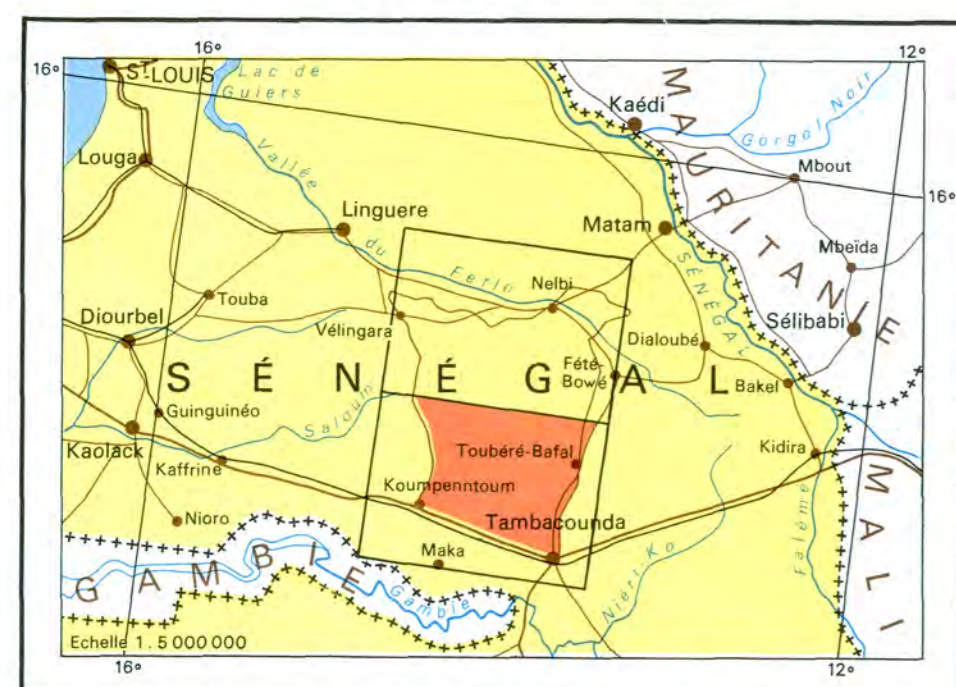 16°
12°
16°
ST-LOUIS
Lac de
Guiers
MAURITANIE
Kaédi
Gorgol Noir
Louga
Vallée du Ferlo
Mbout
16°
Linguere
Matam
Mbeïda
Nelbi
SÉNÉGAL
Touba
Vélingara
Diourbel
Dialoubé
Sélibabi
SÉNÉGAL
Fété-
Bowé
Bakel
Guinguinéo
Saloum
Kaolack
Toubéré-Bafal
Kidira
Kaffrine
Koumpenntoum
MALI
Nioro
Tambacounda
Maka
Niéri-Ko
Falémé
GAMBIE
Gambie
Echelle 1:5 000 000
16°
12°